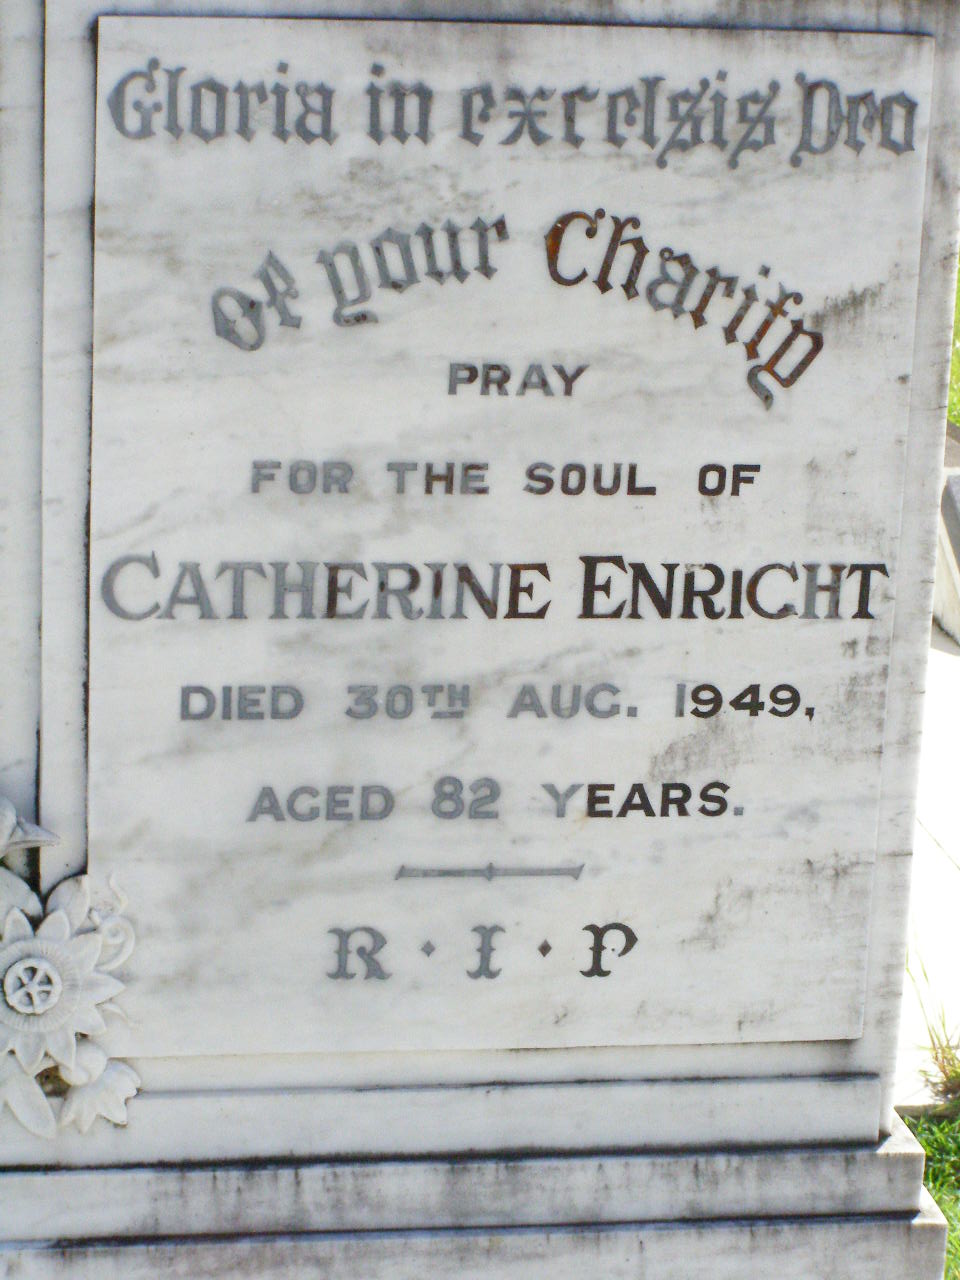 Gloria in excelsis Deo
Of your Charity
PRAY
FOR THE SOUL OF
CATHERINE ENRIGHT
DIED 30TH AUG. 1949,
AGED 82 YEARS.
R · I · P